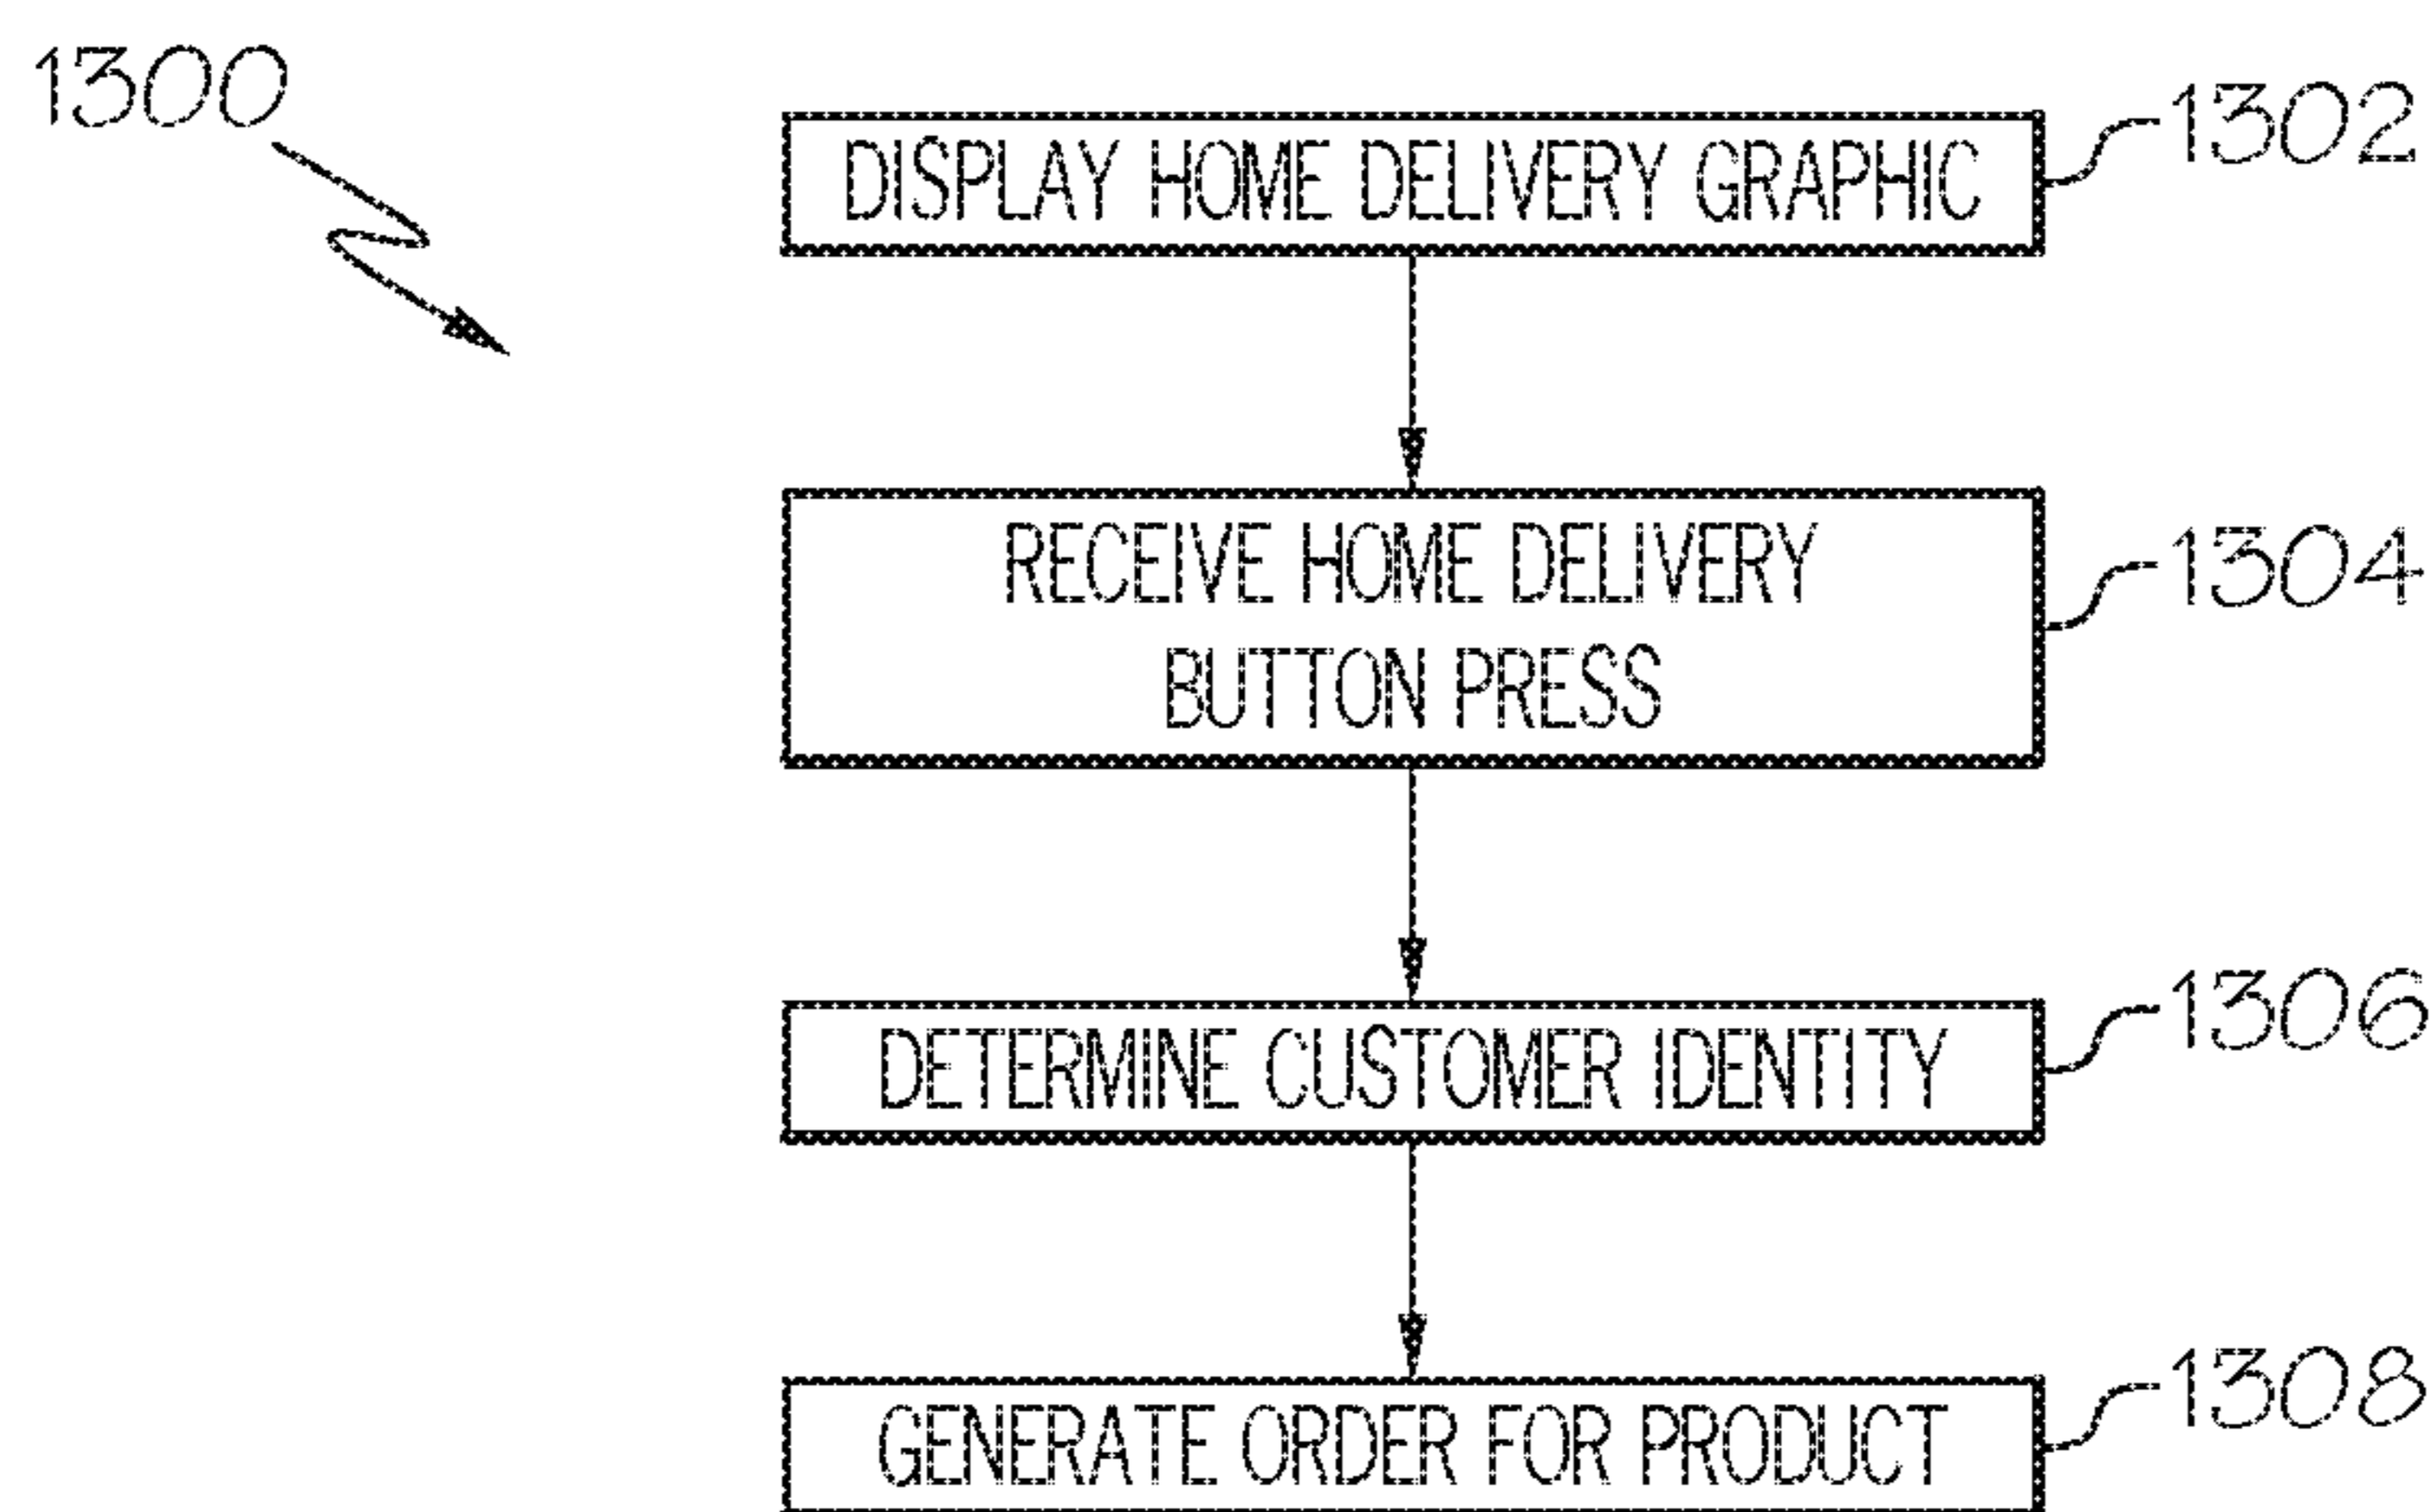 1300
DISPLAY HOME DELIVERY GRAPHIC
1302
RECEIVE HOME DELIVERY
BUTTON PRESS
1304
DETERMINE CUSTOMER IDENTITY
1306
GENERATE ORDER FOR PRODUCT
1308